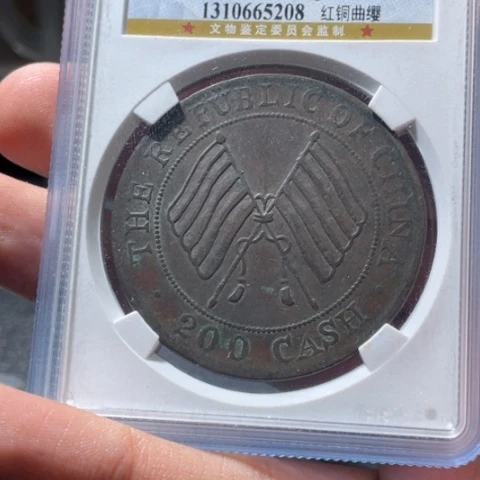 1310665208 红铜曲缨
★ 文物鉴定委员会监制 ★
THE REPUBLIC OF CHINA
200 CASH